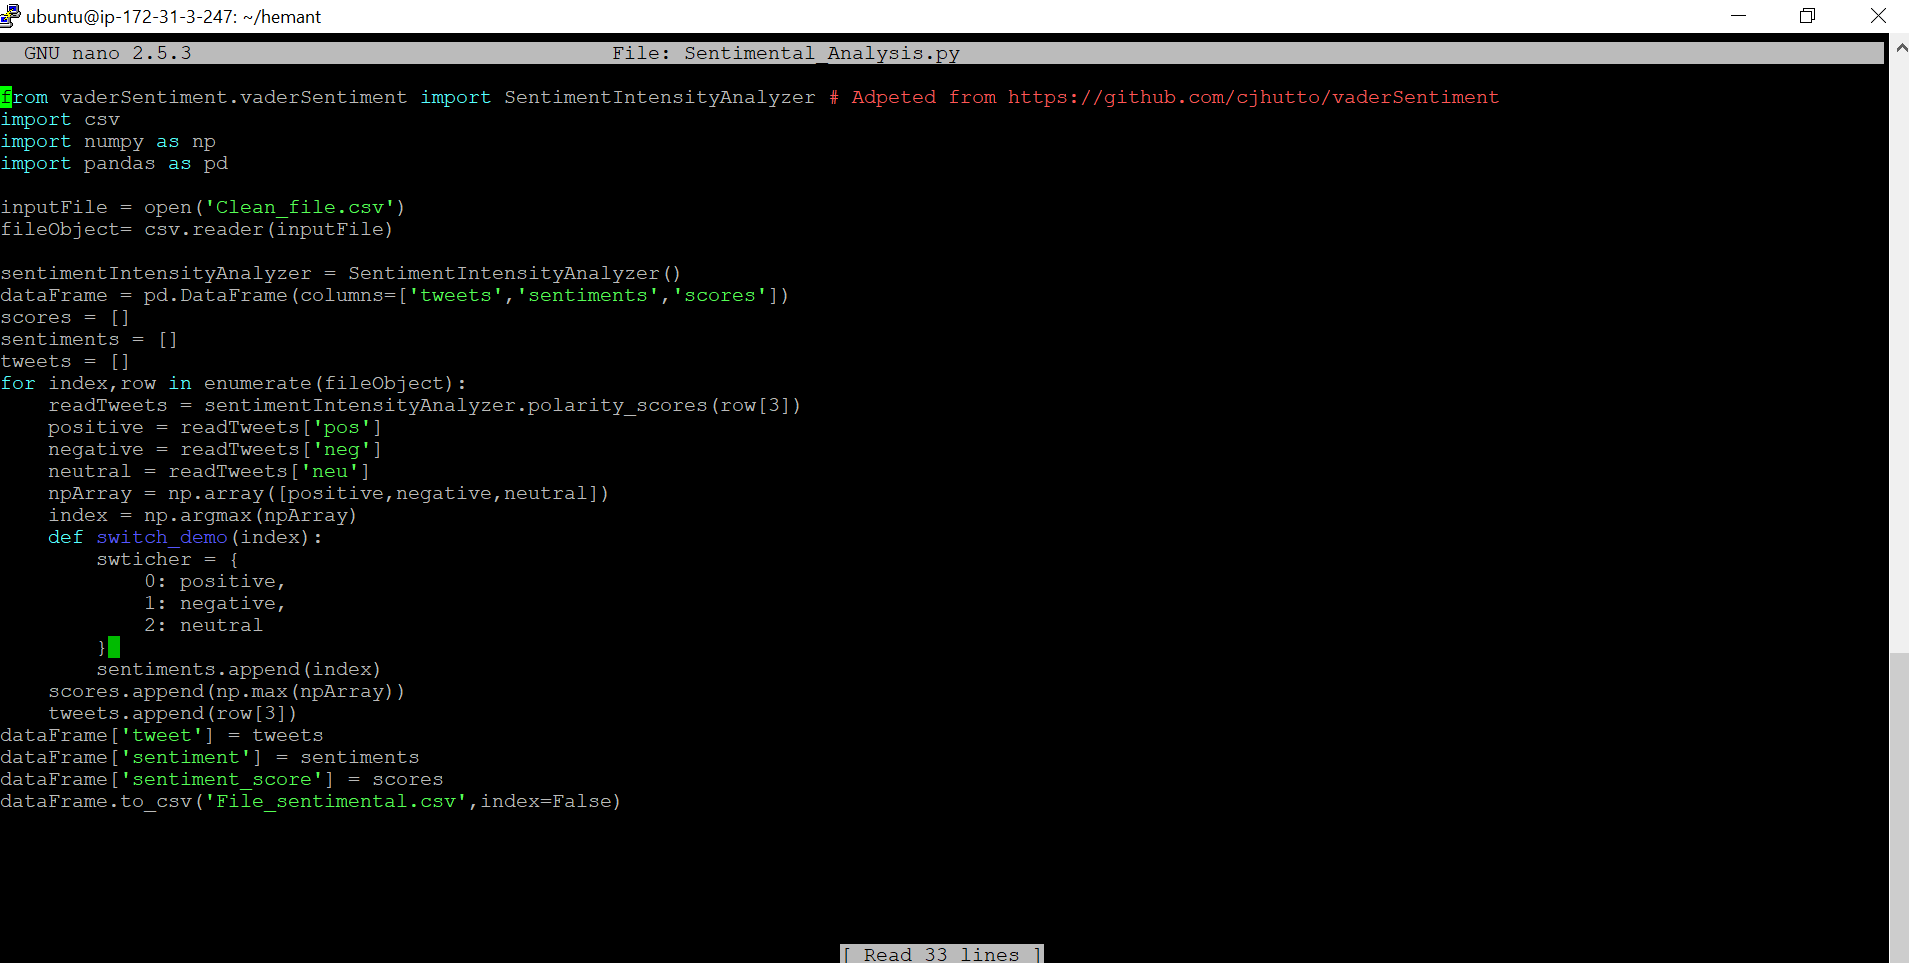 ubuntu@ip-172-31-3-247: ~/hemant
GNU nano 2.5.3 File: Sentimental_Analysis.py
from vaderSentiment.vaderSentiment import SentimentIntensityAnalyzer # Adpeted from https://github.com/cjhutto/vaderSentiment
import csv
import numpy as np
import pandas as pd
inputFile = open('Clean_file.csv')
fileObject= csv.reader(inputFile)
sentimentIntensityAnalyzer = SentimentIntensityAnalyzer()
dataFrame = pd.DataFrame(columns=['tweets','sentiments','scores'])
scores = []
sentiments = []
tweets = []
for index,row in enumerate(fileObject):
    readTweets = sentimentIntensityAnalyzer.polarity_scores(row[3])
    positive = readTweets['pos']
    negative = readTweets['neg']
    neutral = readTweets['neu']
    npArray = np.array([positive,negative,neutral])
    index = np.argmax(npArray)
    def switch_demo(index):
        swticher = {
            0: positive,
            1: negative,
            2: neutral
        }
        sentiments.append(index)
    scores.append(np.max(npArray))
    tweets.append(row[3])
dataFrame['tweet'] = tweets
dataFrame['sentiment'] = sentiments
dataFrame['sentiment_score'] = scores
dataFrame.to_csv('File_sentimental.csv',index=False)
[ Read 33 lines ]